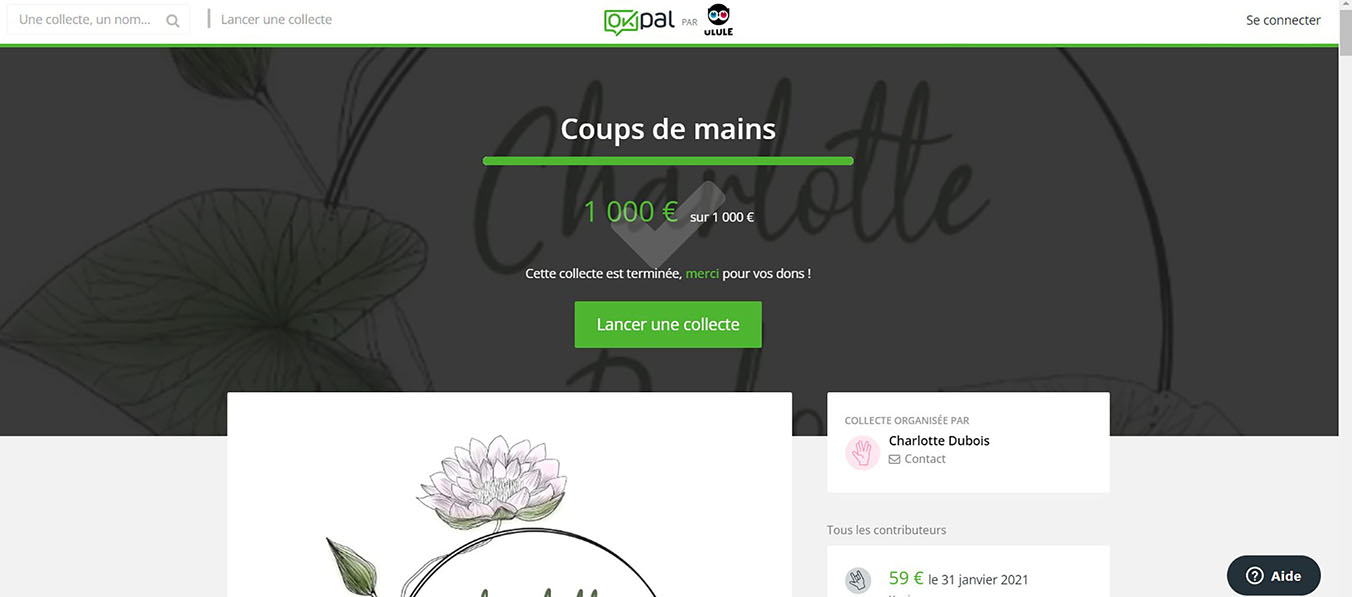 Une collecte, un nom...
Lancer une collecte
OKpal PAR ULULE
Se connecter
Charlotte
Coups de mains
1 000 € sur 1 000 €
Cette collecte est terminée, merci pour vos dons !
Lancer une collecte
COLLECTE ORGANISÉE PAR
Charlotte Dubois
Contact
Tous les contributeurs
59 € le 31 janvier 2021
Aide